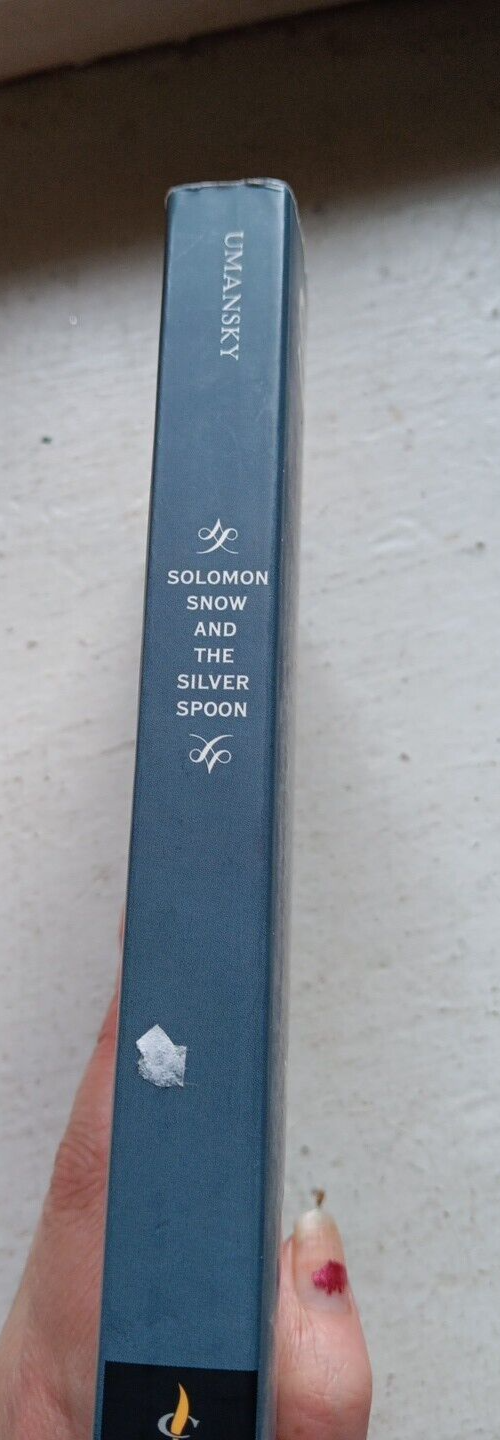 UMANSKY
SOLOMON
SNOW
AND
THE
SILVER
SPOON